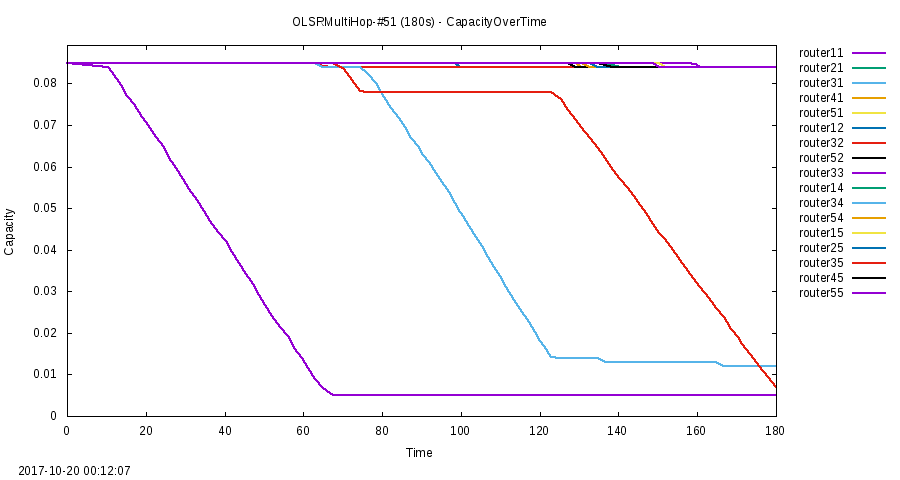 OLSRMultiHop-#51 (180s) - CapacityOverTime
router11
router21
router31
router41
router51
router12
router32
router52
router33
router14
router34
router54
router15
router25
router35
router45
router55
Capacity
0.08
0.07
0.06
0.05
0.04
0.03
0.02
0.01
0
0 20 40 60 80 100 120 140 160 180
Time
2017-10-20 00:12:07